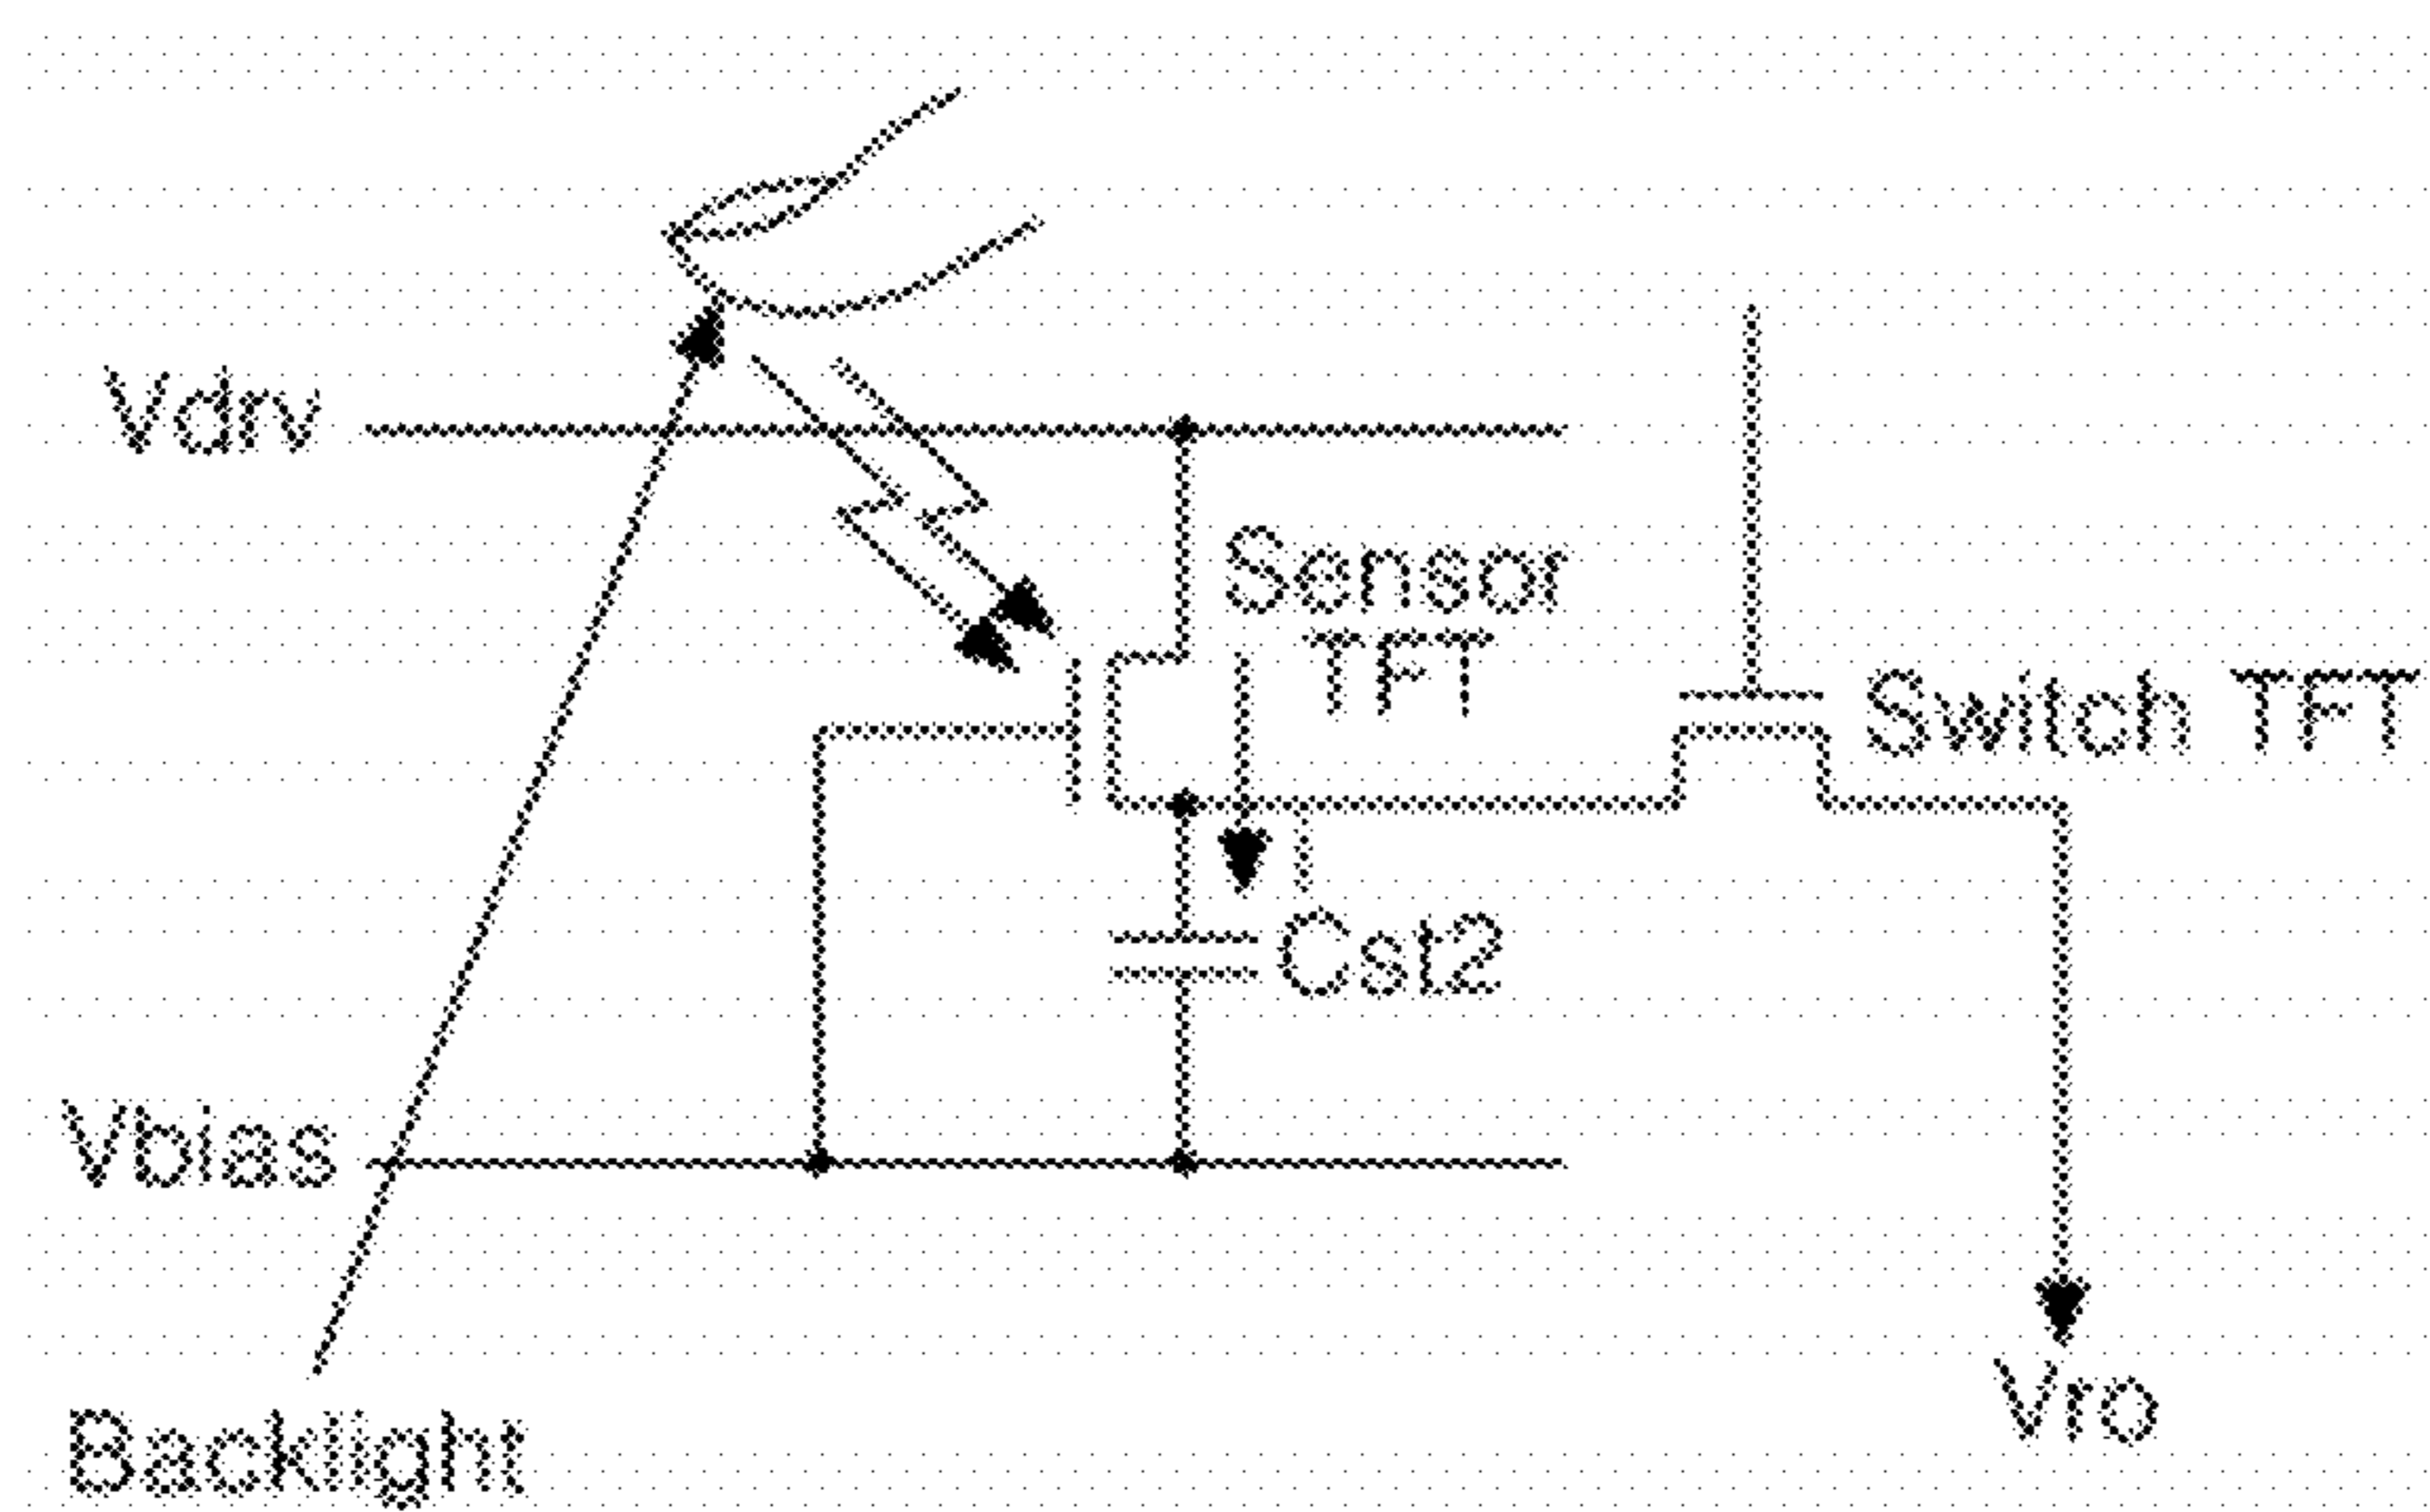 Vdrv
Sensor
TFT
Switch TFT
Cst2
Vbias
Vro
Backlight